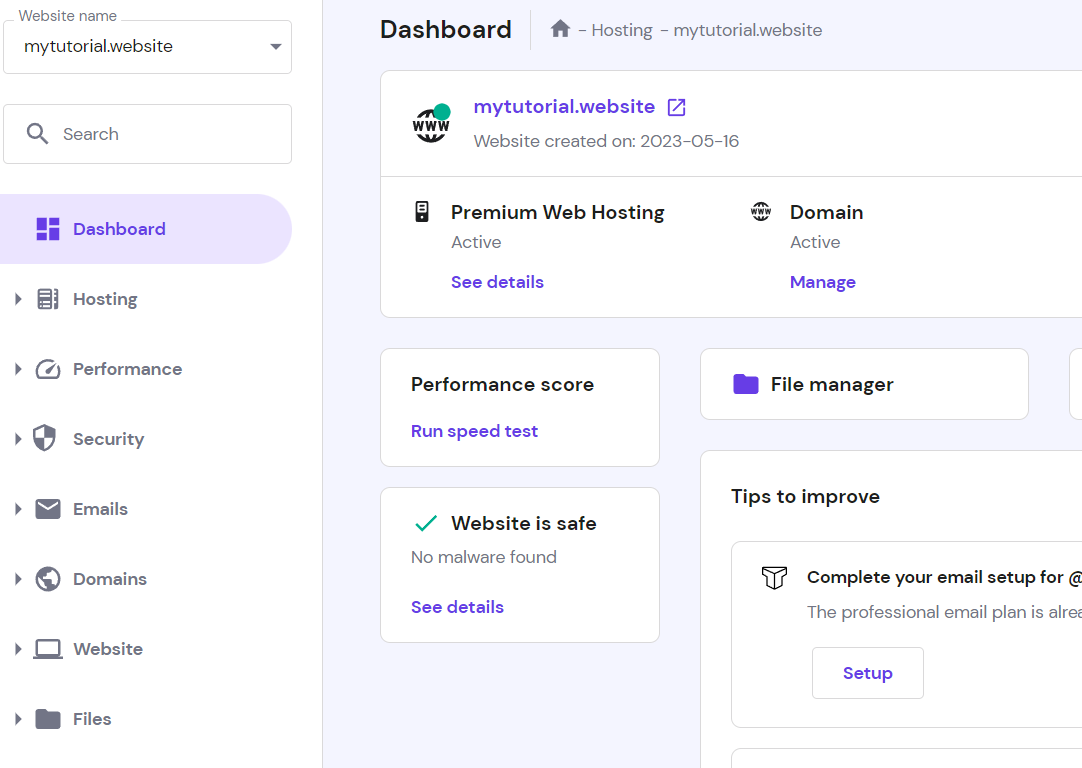 Website name
mytutorial.website
Search
Dashboard
Hosting
Performance
Security
Emails
Domains
Website
Files
Dashboard
- Hosting - mytutorial.website
www
mytutorial.website
Website created on: 2023-05-16
Premium Web Hosting
Active
See details
www
Domain
Active
Manage
Performance score
Run speed test
Website is safe
No malware found
See details
File manager
Tips to improve
Complete your email setup for @
The professional email plan is alrea
Setup